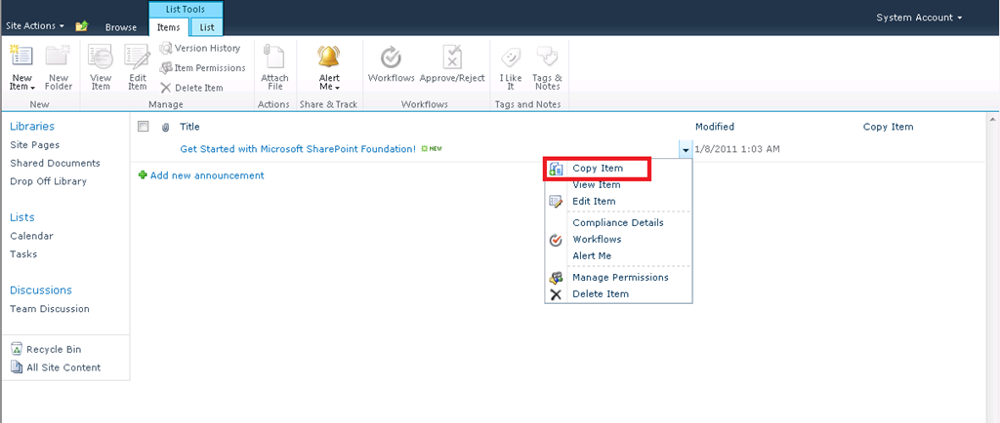 List Tools
Site Actions
Browse
Items
List
System Account
New Item
New Folder
View Item
Edit Item
Version History
Item Permissions
Delete Item
Attach File
Alert Me
Workflows
Approve/Reject
I Like It
Tags & Notes
New
Manage
Actions
Share & Track
Workflows
Tags and Notes
Libraries
Site Pages
Shared Documents
Drop Off Library
Lists
Calendar
Tasks
Discussions
Team Discussion
Recycle Bin
All Site Content
Title
Modified
Copy Item
Get Started with Microsoft SharePoint Foundation! NEW
1/8/2011 1:03 AM
Add new announcement
Copy Item
View Item
Edit Item
Compliance Details
Workflows
Alert Me
Manage Permissions
Delete Item